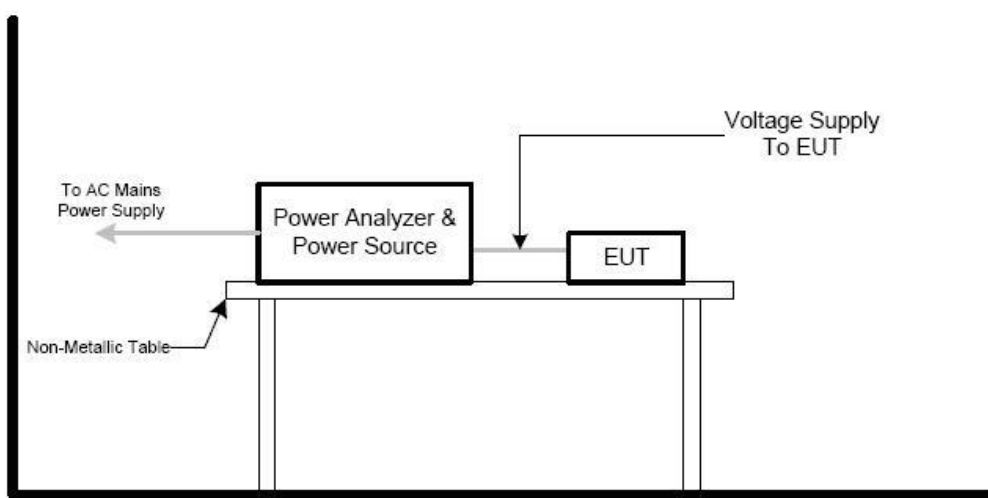 Voltage Supply
To EUT
To AC Mains
Power Supply
Power Analyzer &
Power Source
EUT
Non-Metallic Table